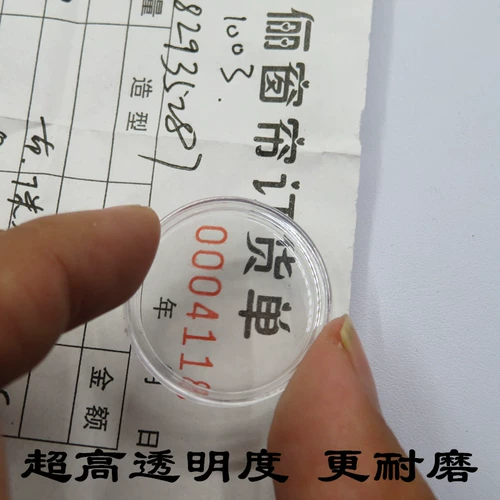 俪窗帘订货单
1003
82935287
量
造型
0004118
年
日
金额
超高透明度 更耐磨